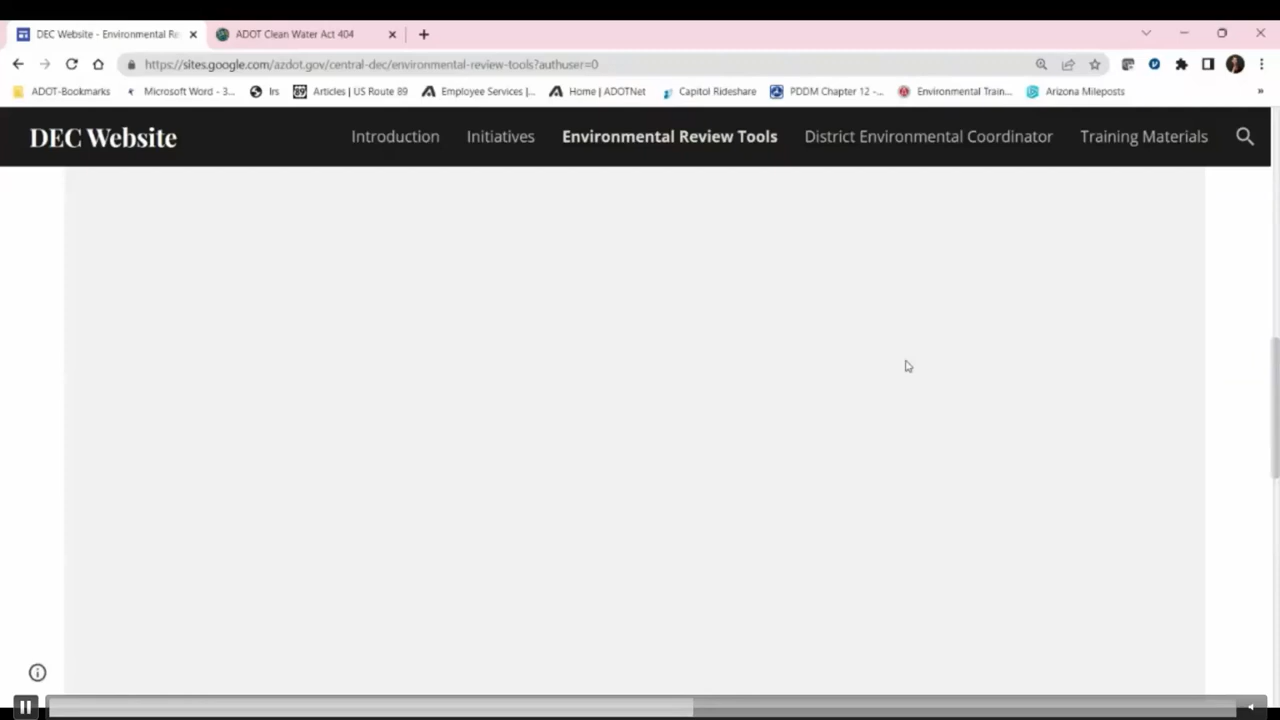 DEC Website - Environmental Re
ADOT Clean Water Act 404
https://sites.google.com/azdot.gov/central-dec/environmental-review-tools?authuser=0
ADOT-Bookmarks
Microsoft Word - 3...
Irs
Articles | US Route 89
Employee Services |...
Home | ADOTNet
Capitol Rideshare
PDDM Chapter 12 -...
Environmental Train...
Arizona Mileposts
»
DEC Website
Introduction
Initiatives
Environmental Review Tools
District Environmental Coordinator
Training Materials